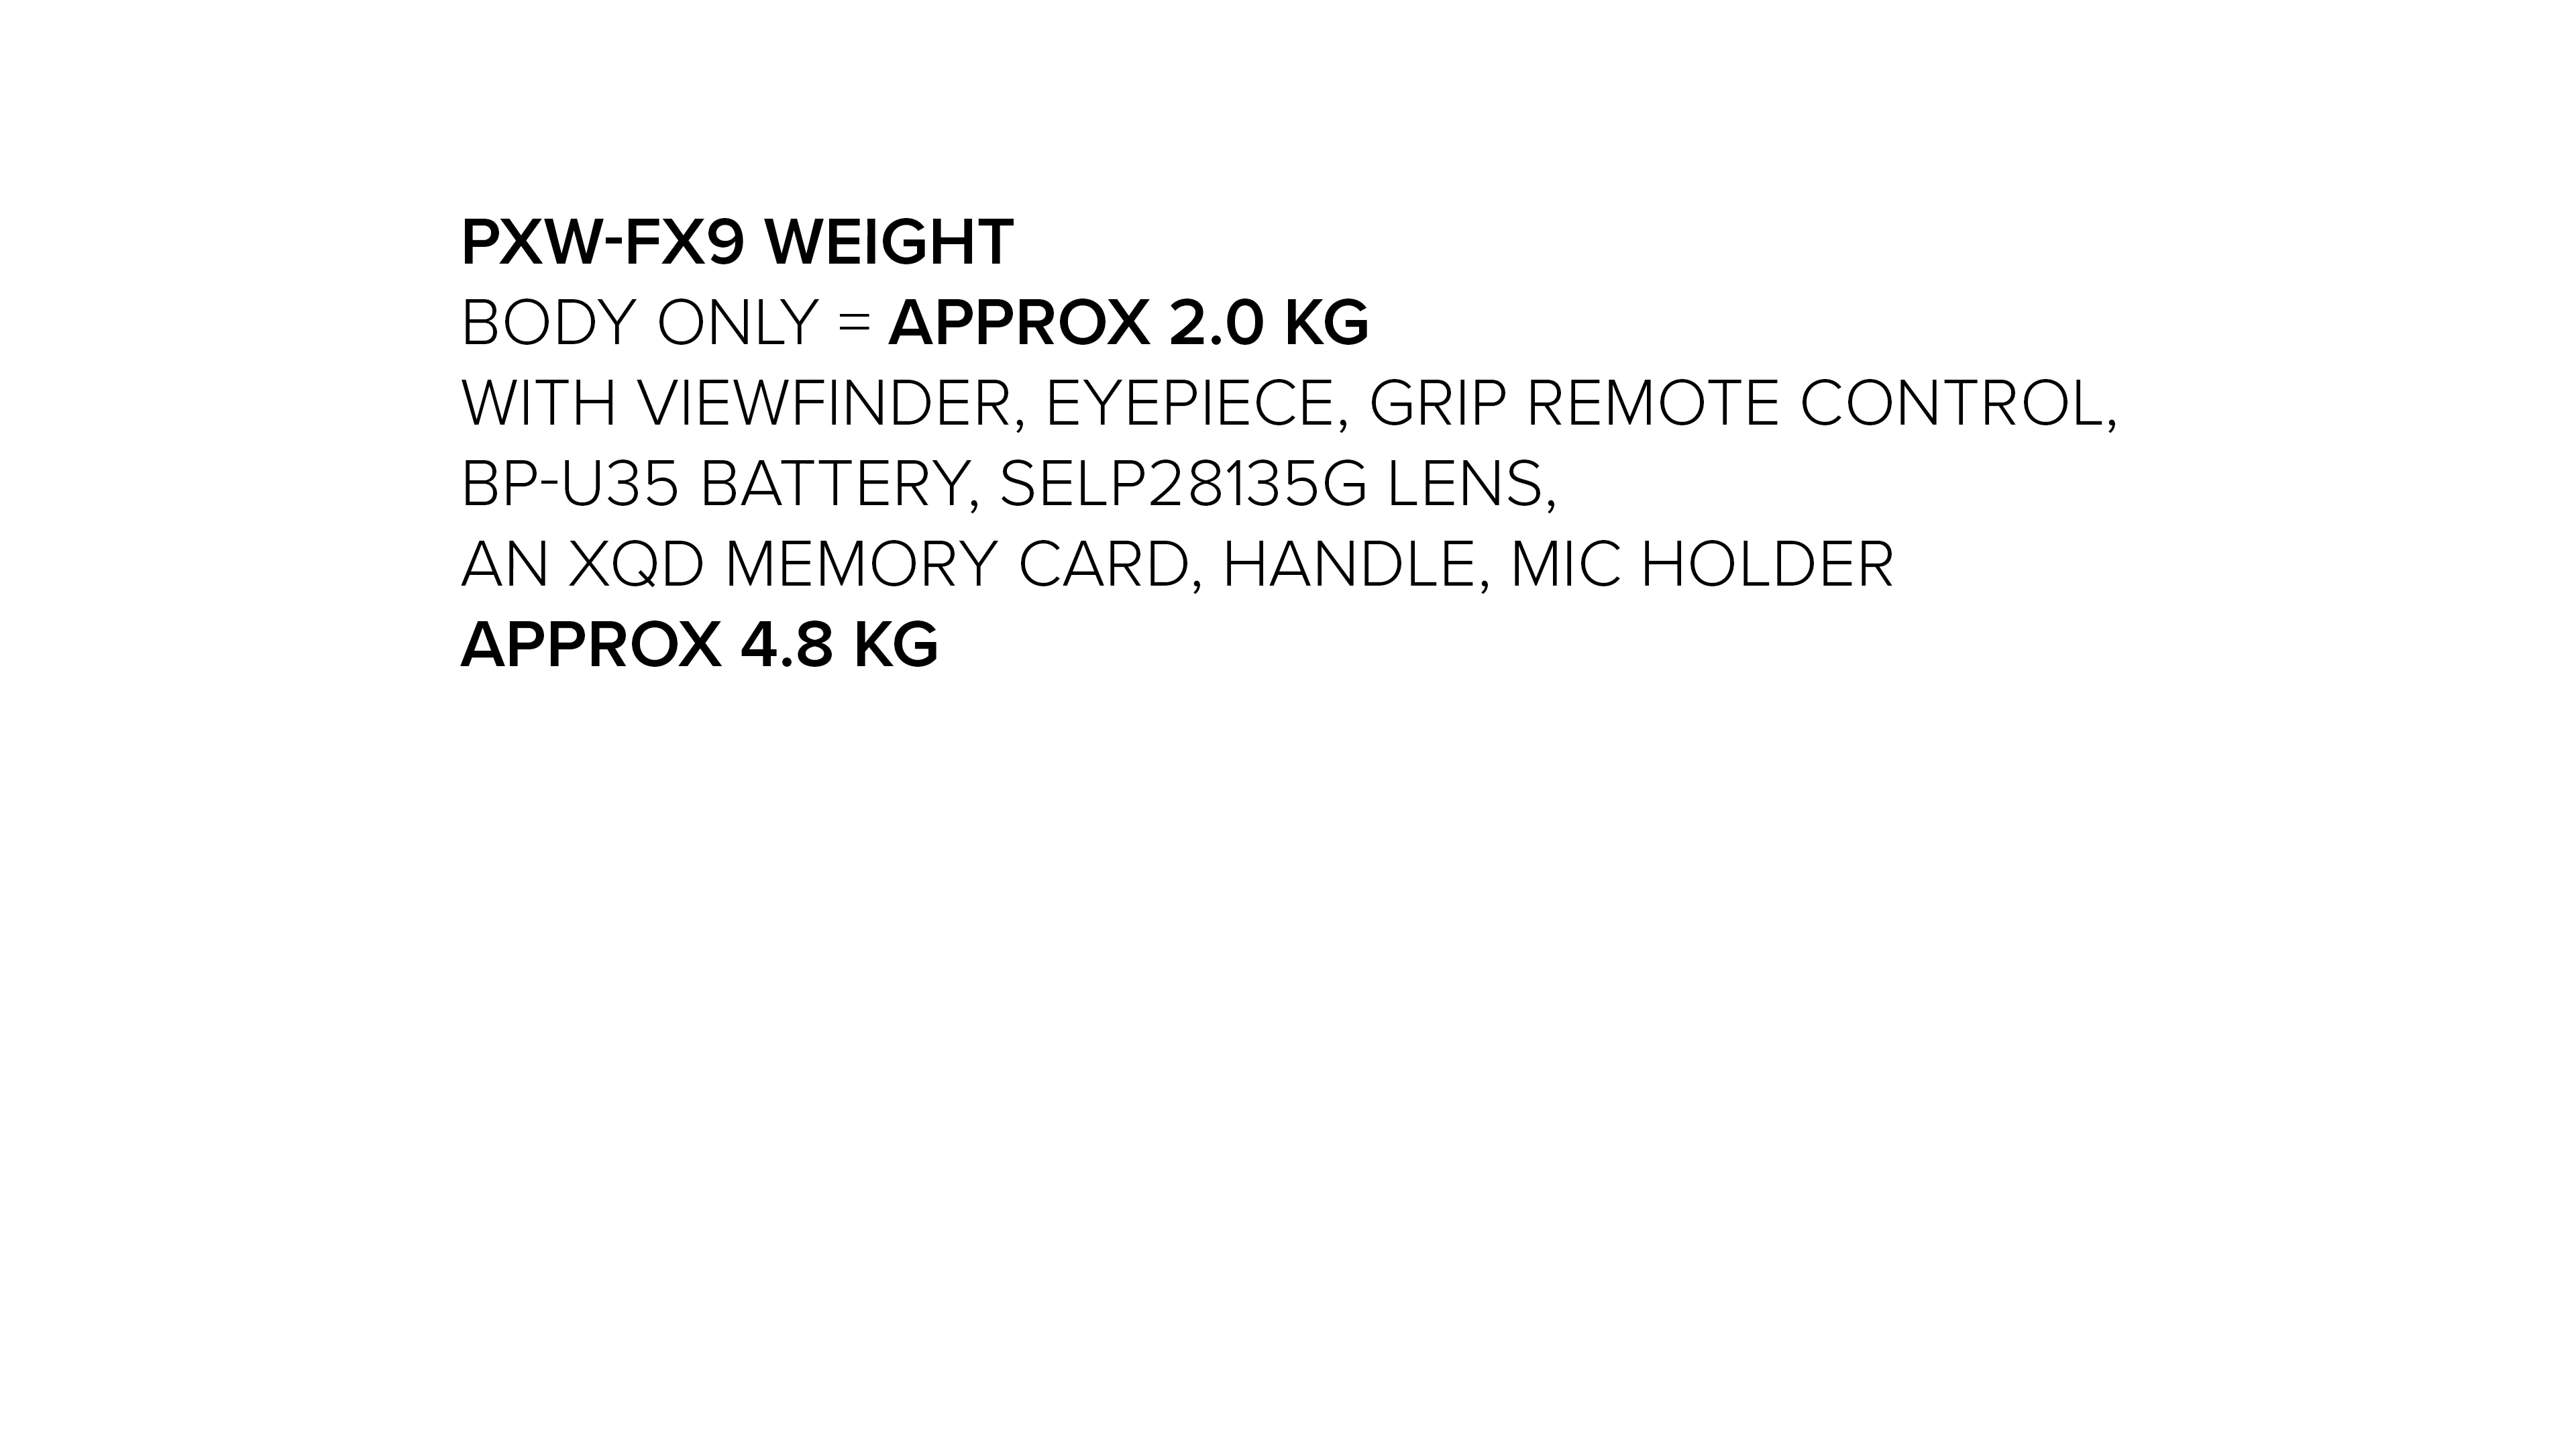 PXW-FX9 WEIGHT
BODY ONLY = APPROX 2.0 KG
WITH VIEWFINDER, EYEPIECE, GRIP REMOTE CONTROL,
BP-U35 BATTERY, SELP28135G LENS,
AN XQD MEMORY CARD, HANDLE, MIC HOLDER
APPROX 4.8 KG